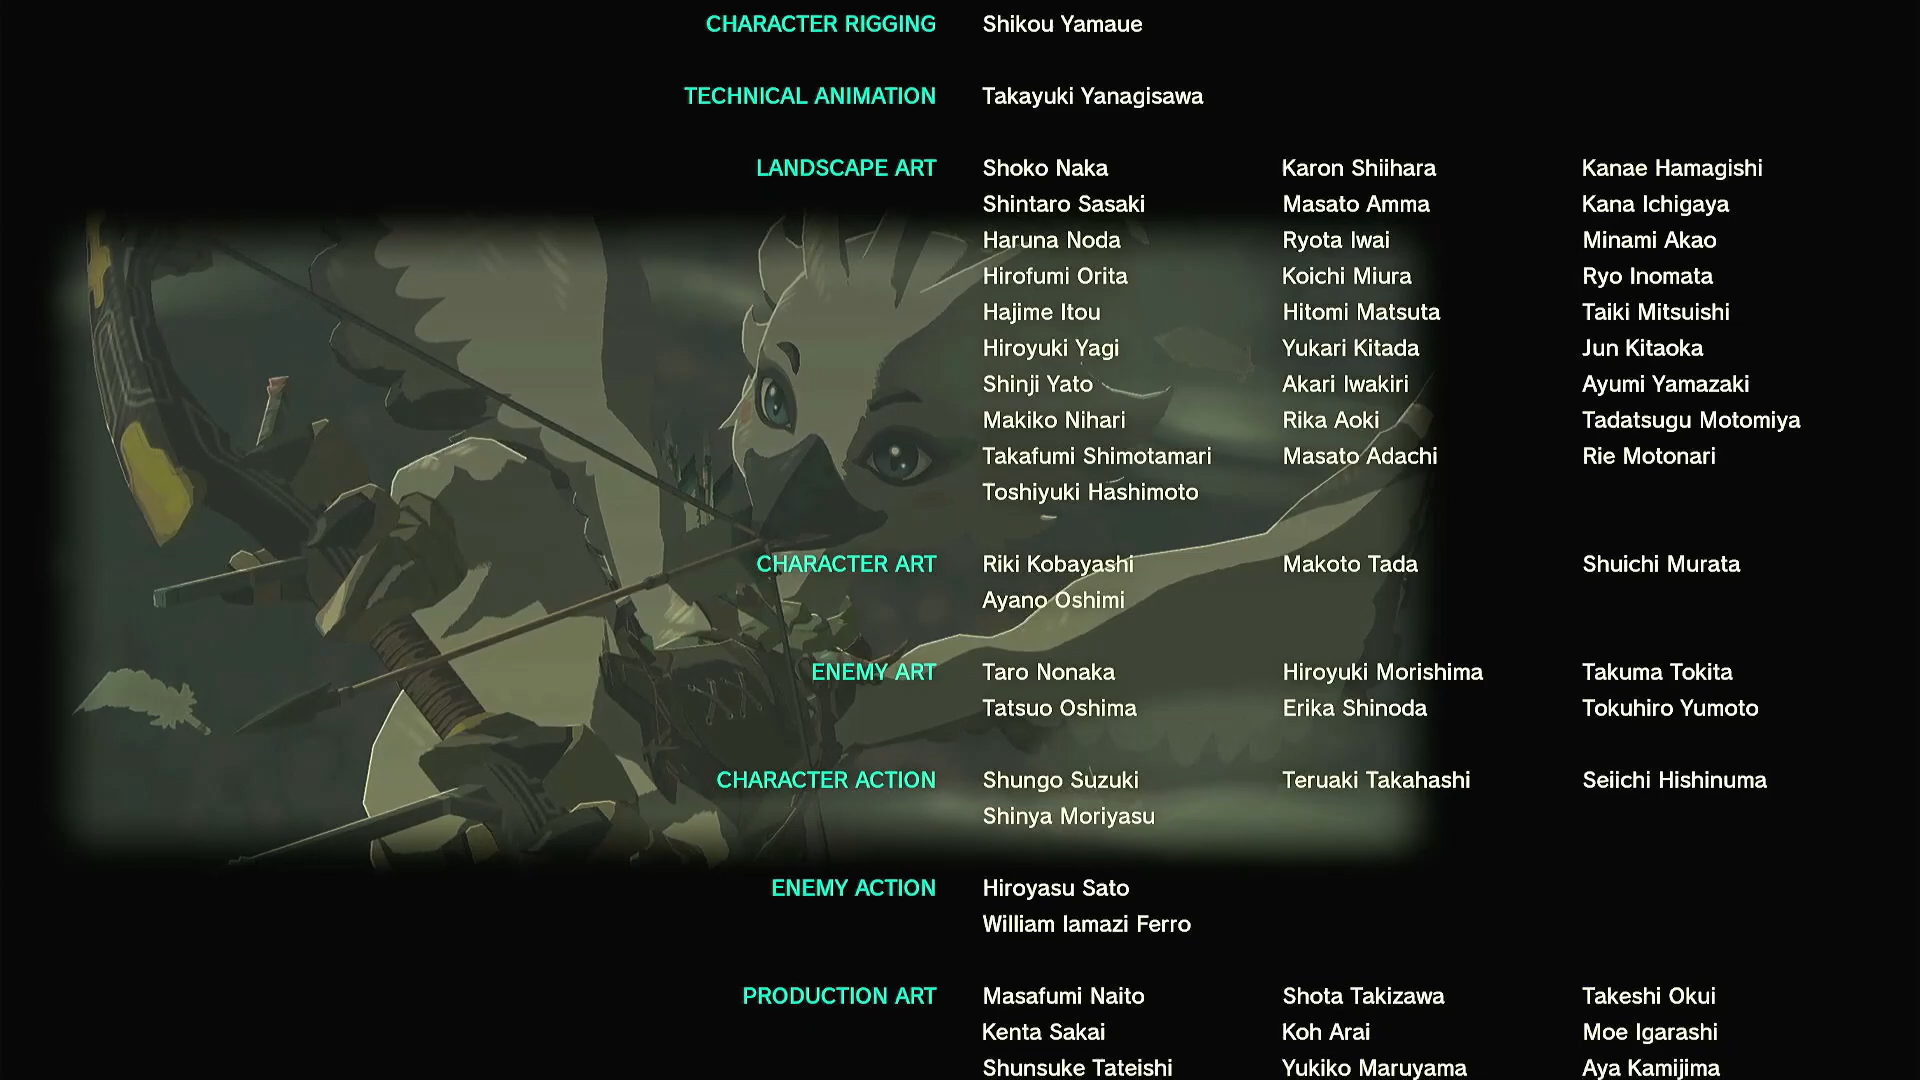 CHARACTER RIGGING Shikou Yamaue
TECHNICAL ANIMATION Takayuki Yanagisawa
LANDSCAPE ART Shoko Naka Karon Shiihara Kanae Hamagishi
Shintaro Sasaki Masato Amma Kana Ichigaya
Haruna Noda Ryota Iwai Minami Akao
Hirofumi Orita Koichi Miura Ryo Inomata
Hajime Itou Hitomi Matsuta Taiki Mitsuishi
Hiroyuki Yagi Yukari Kitada Jun Kitaoka
Shinji Yato Akari Iwakiri Ayumi Yamazaki
Makiko Nihari Rika Aoki Tadatsugu Motomiya
Takafumi Shimotamari Masato Adachi Rie Motonari
Toshiyuki Hashimoto
CHARACTER ART Riki Kobayashi Makoto Tada Shuichi Murata
Ayano Oshimi
ENEMY ART Taro Nonaka Hiroyuki Morishima Takuma Tokita
Tatsuo Oshima Erika Shinoda Tokuhiro Yumoto
CHARACTER ACTION Shungo Suzuki Teruaki Takahashi Seiichi Hishinuma
Shinya Moriyasu
ENEMY ACTION Hiroyasu Sato
William Iamazi Ferro
PRODUCTION ART Masafumi Naito Shota Takizawa Takeshi Okui
Kenta Sakai Koh Arai Moe Igarashi
Shunsuke Tateishi Yukiko Maruyama Aya Kamijima